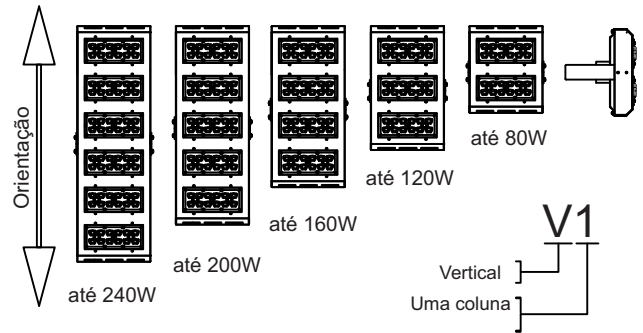 Orientação
até 240W
até 200W
até 160W
até 120W
até 80W
V1
Vertical
Uma coluna